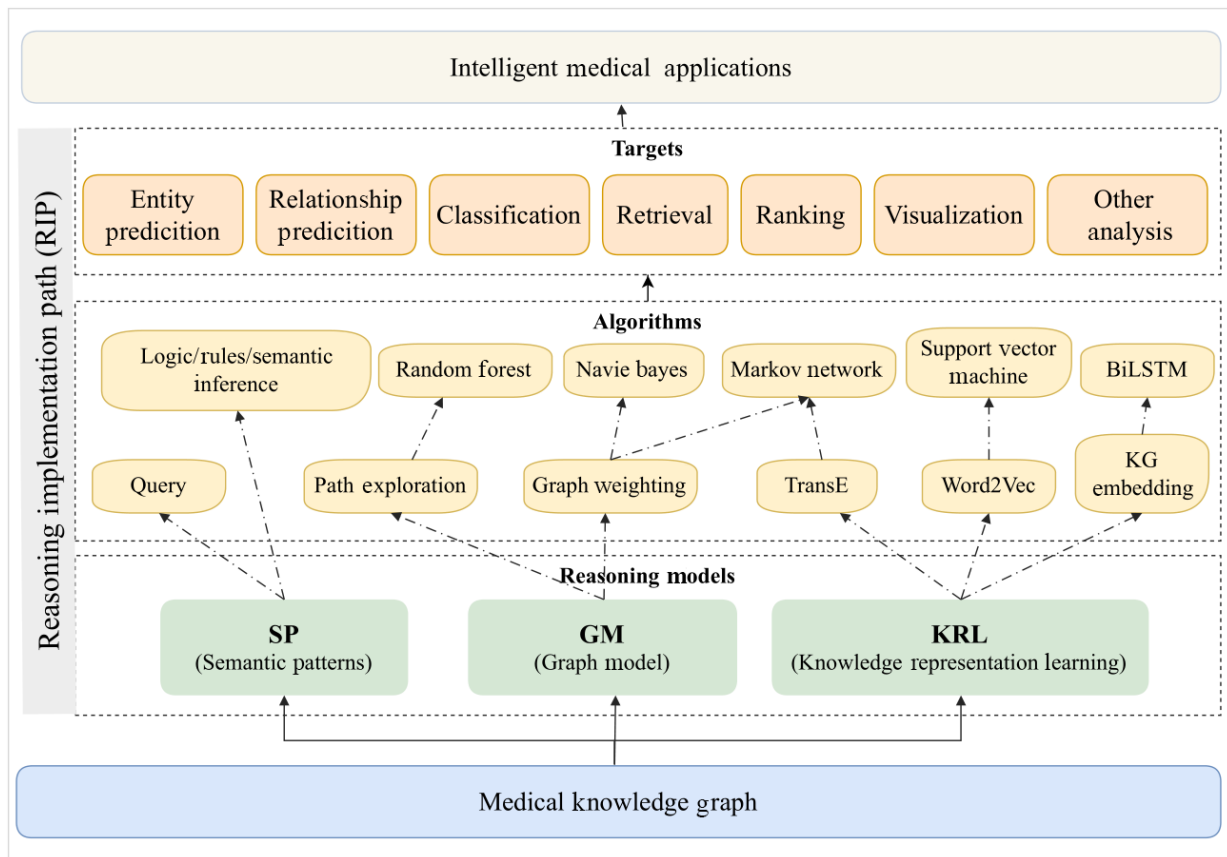 Intelligent medical applications
Reasoning implementation path (RIP)
Targets
Entity
predicition
Relationship
predicition
Classification
Retrieval
Ranking
Visualization
Other
analysis
Algorithms
Logic/rules/semantic
inference
Random forest
Navie bayes
Markov network
Support vector
machine
BiLSTM
Query
Path exploration
Graph weighting
TransE
Word2Vec
KG
embedding
Reasoning models
SP
(Semantic patterns)
GM
(Graph model)
KRL
(Knowledge representation learning)
Medical knowledge graph